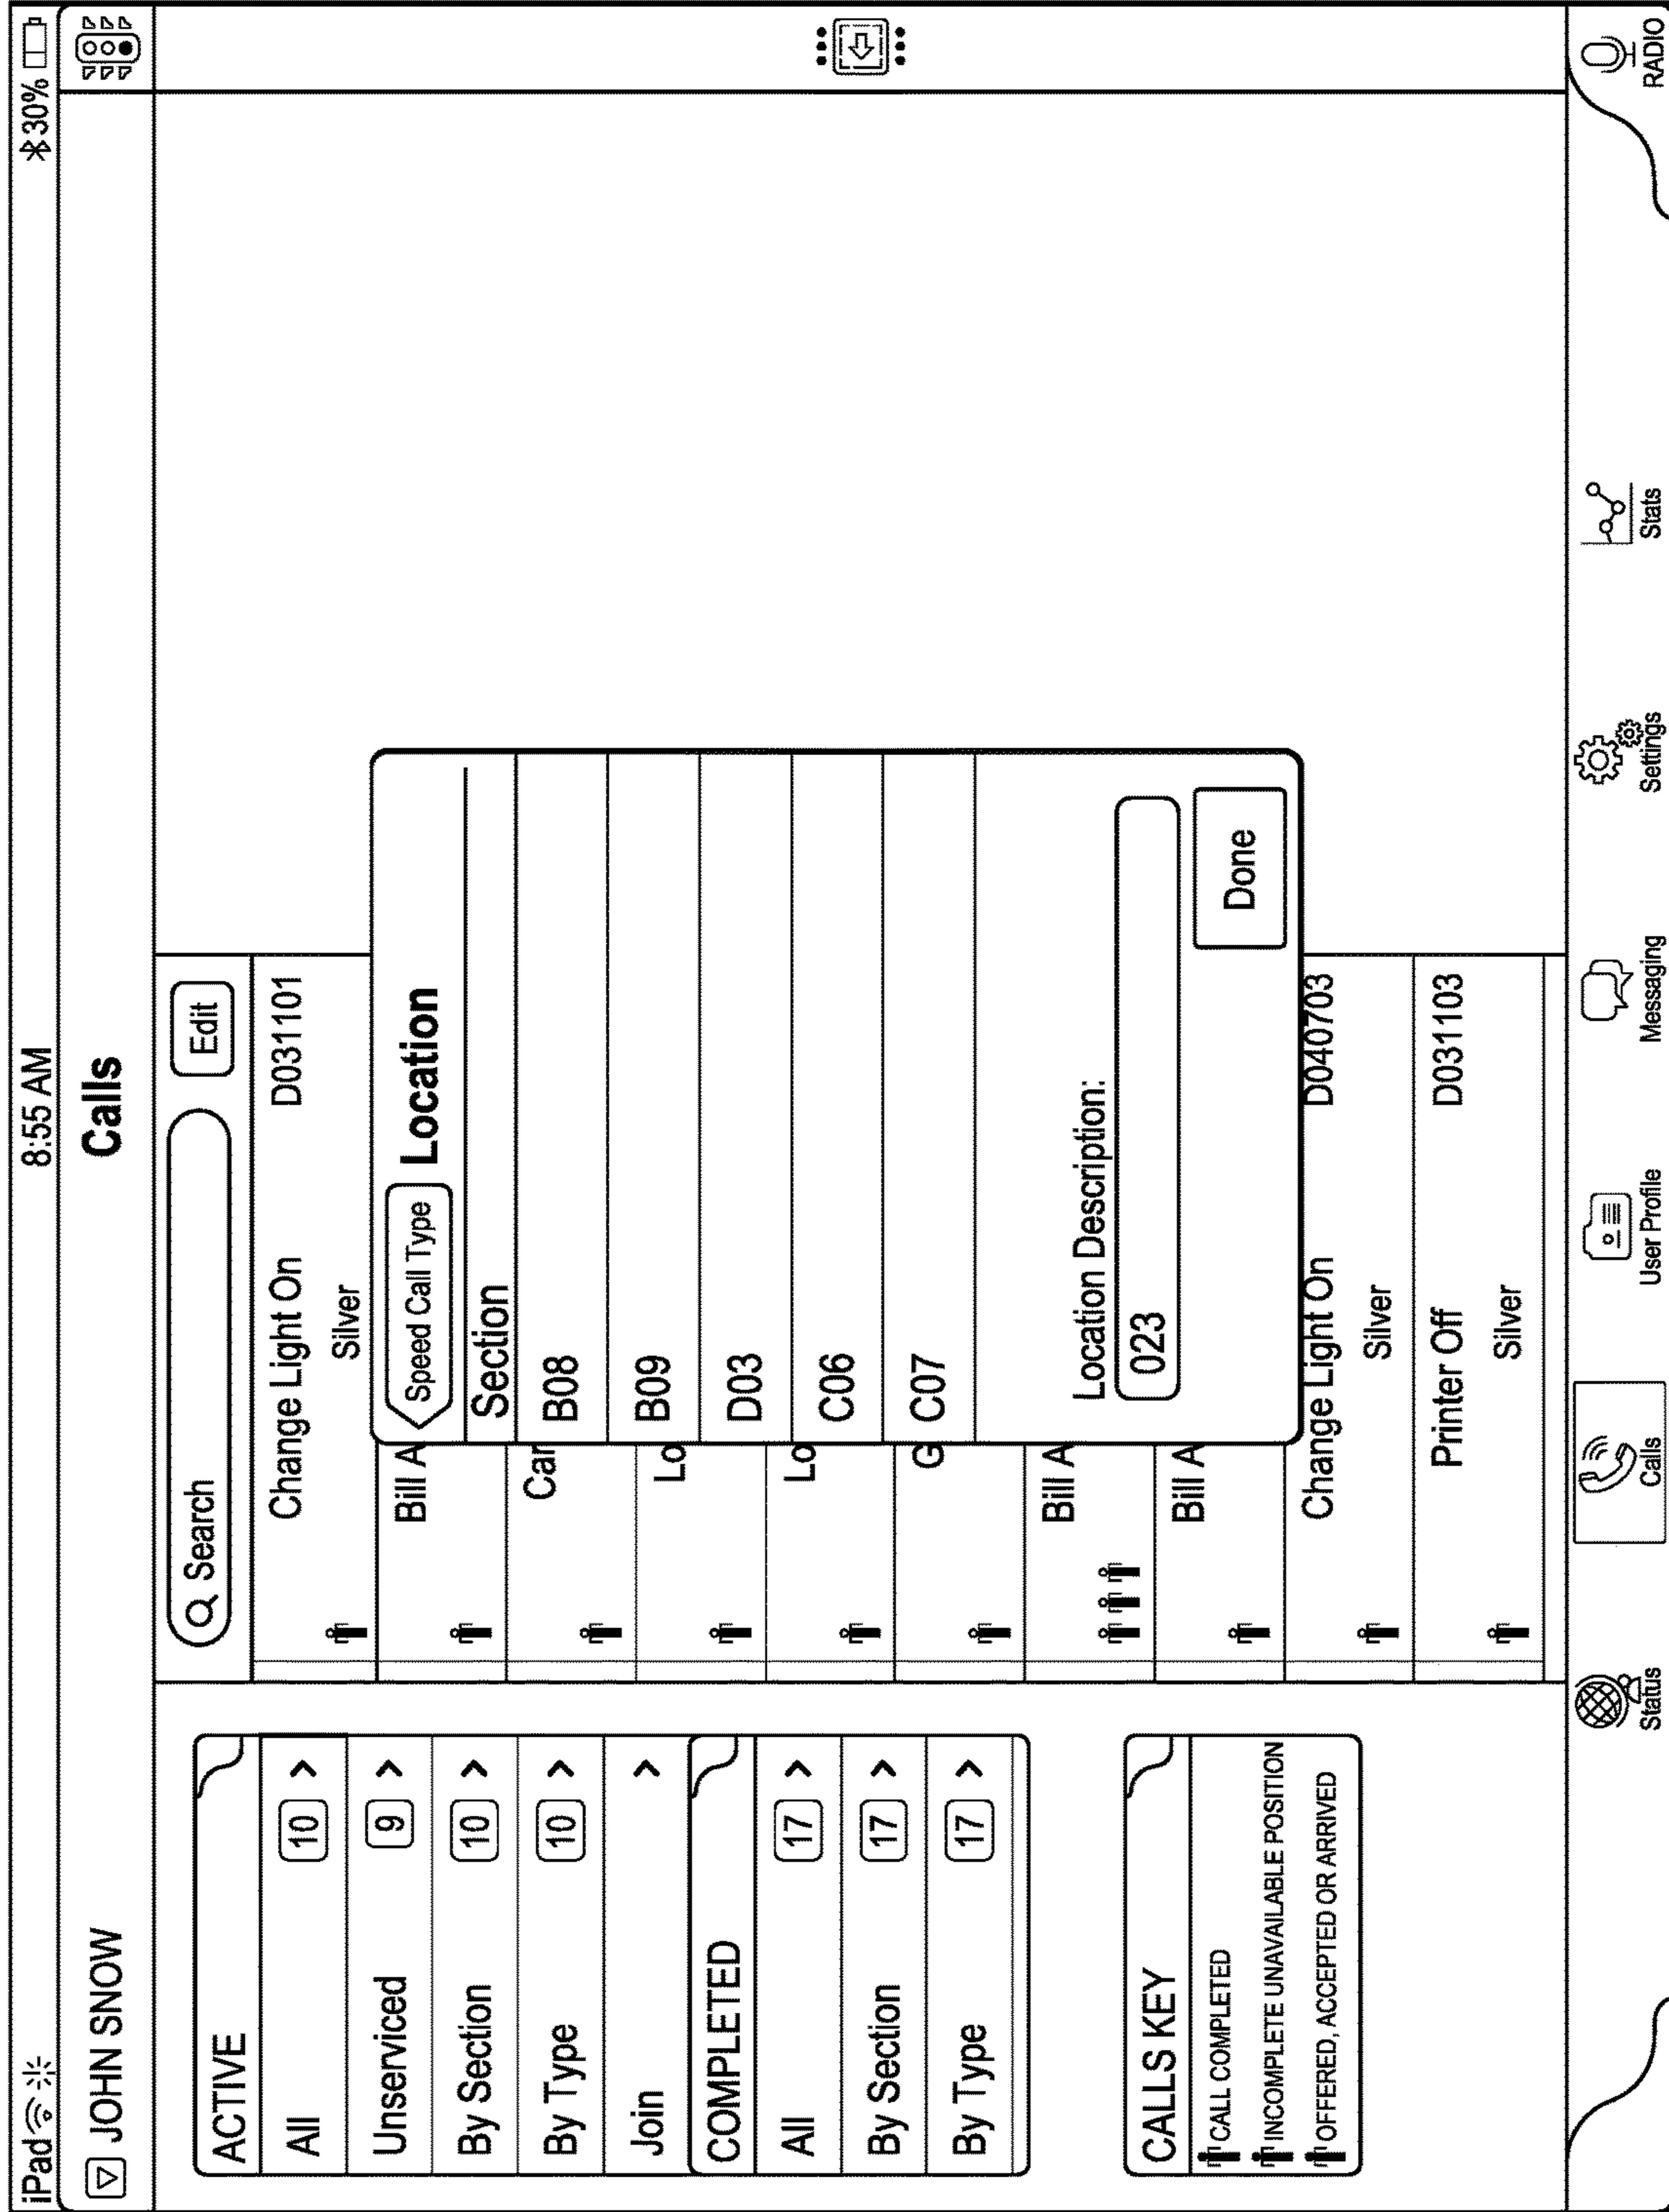 iPad 8:55 AM 30%
JOHN SNOW Calls
ACTIVE
All 10 >
Unserviced 9 >
By Section 10 >
By Type 10 >
Join >
COMPLETED
All 17 >
By Section 17 >
By Type 17 >
CALLS KEY
CALL COMPLETED
INCOMPLETE UNAVAILABLE POSITION
OFFERED, ACCEPTED OR ARRIVED
Search Edit
Change Light On D031101
Silver
Bill A
Car
Lo
Lo
G
Bill A
Bill A
Change Light On D040703
Silver
Printer Off D031103
Silver
Speed Call Type Location
Section
B08
B09
D03
C06
C07
Location Description:
023
Done
Status
Calls
User Profile
Messaging
Settings
Stats
RADIO